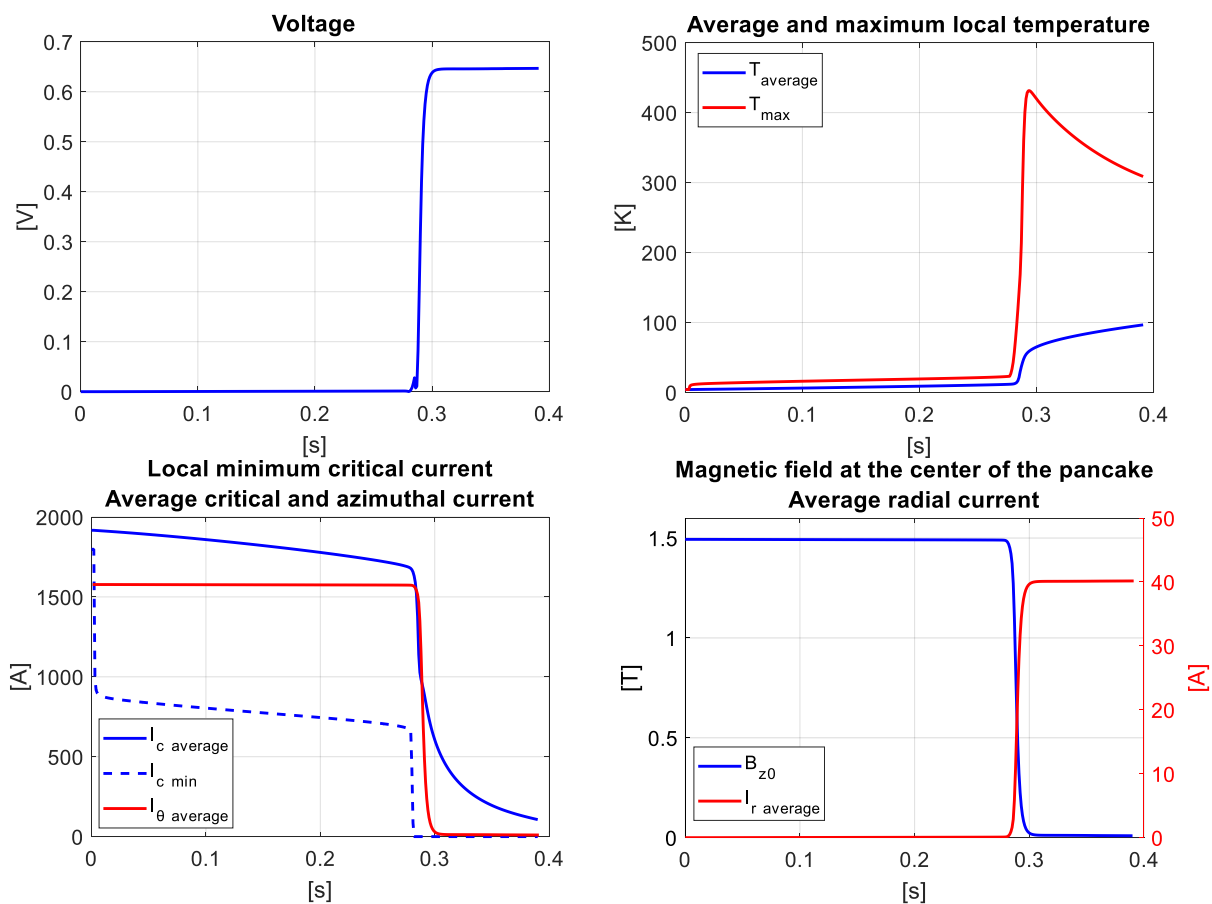 Voltage
0.7
0.6
0.5
0.4
0.3
0.2
0.1
0
[V]
0
0.1
0.2
0.3
0.4
[s]
Average and maximum local temperature
500
400
300
200
100
0
[K]
T average
T max
0
0.1
0.2
0.3
0.4
[s]
Local minimum critical current
Average critical and azimuthal current
2000
1500
1000
500
0
[A]
I c average
I c min
I θ average
0
0.1
0.2
0.3
0.4
[s]
Magnetic field at the center of the pancake
Average radial current
1.5
1
0.5
0
[T]
50
40
30
20
10
0
[A]
B z0
I r average
0
0.1
0.2
0.3
0.4
[s]